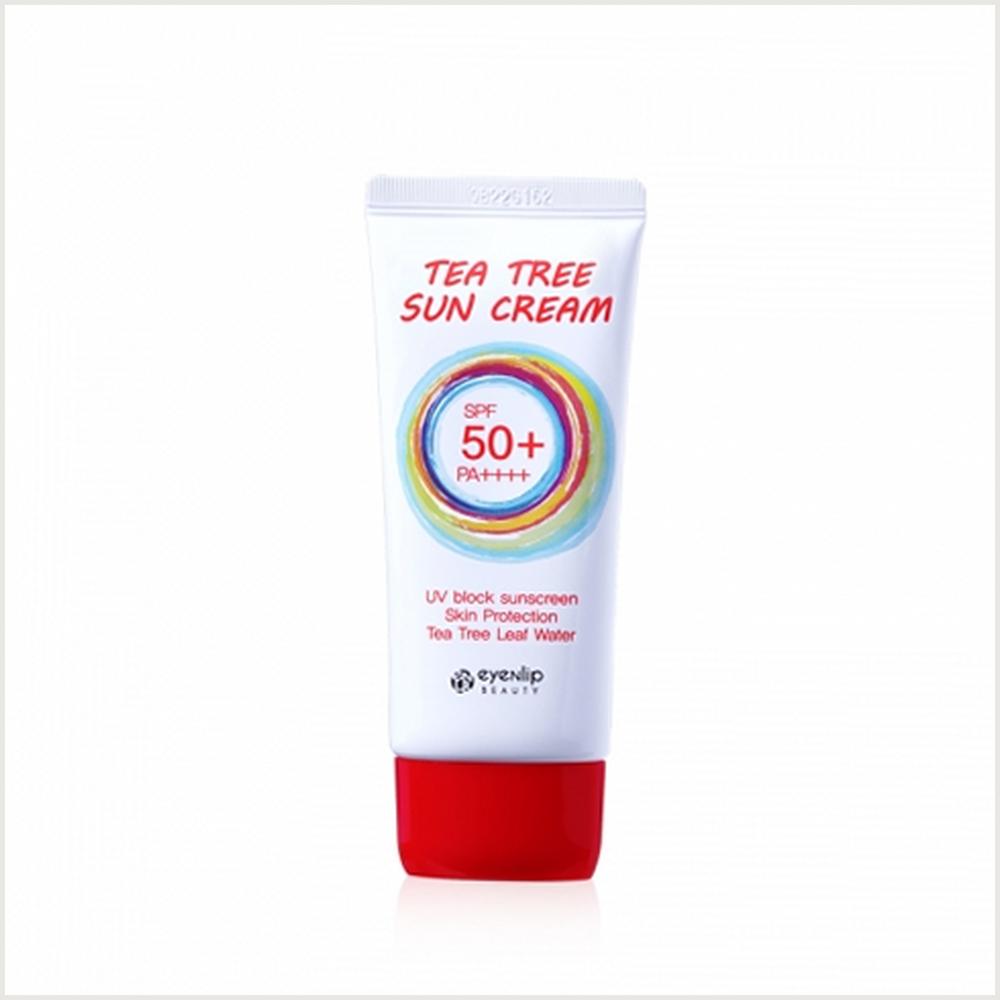 TEA TREE
SUN CREAM
SPF
50+
PA++++
UV block sunscreen
Skin Protection
Tea Tree Leaf Water
eyeNlip
BEAUTY